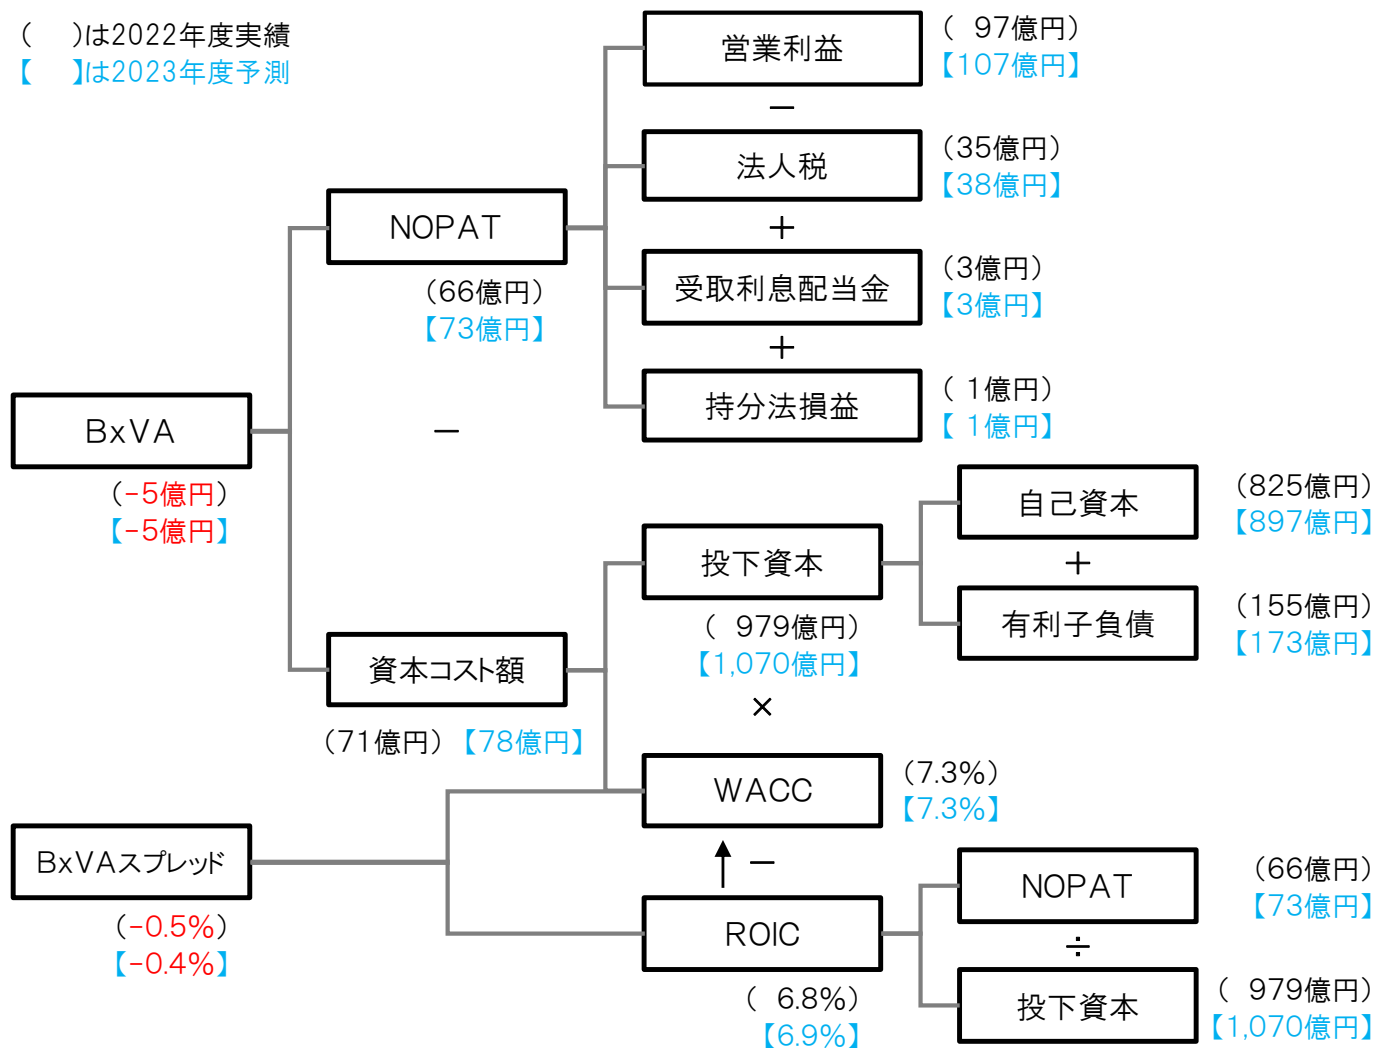 (　)は2022年度実績
【　】は2023年度予測
営業利益
( 97億円)
【107億円】
－
法人税
(35億円)
【38億円】
＋
NOPAT
(66億円)
【73億円】
受取利息配当金
(3億円)
【3億円】
＋
持分法損益
( 1億円)
【 1億円】
BxVA
(-5億円)
【-5億円】
－
投下資本
( 979億円)
【1,070億円】
自己資本
(825億円)
【897億円】
＋
有利子負債
(155億円)
【173億円】
資本コスト額
(71億円) 【78億円】
×
WACC
(7.3%)
【7.3%】
BxVAスプレッド
(-0.5%)
【-0.4%】
↑ －
ROIC
( 6.8%)
【6.9%】
NOPAT
(66億円)
【73億円】
÷
投下資本
( 979億円)
【1,070億円】